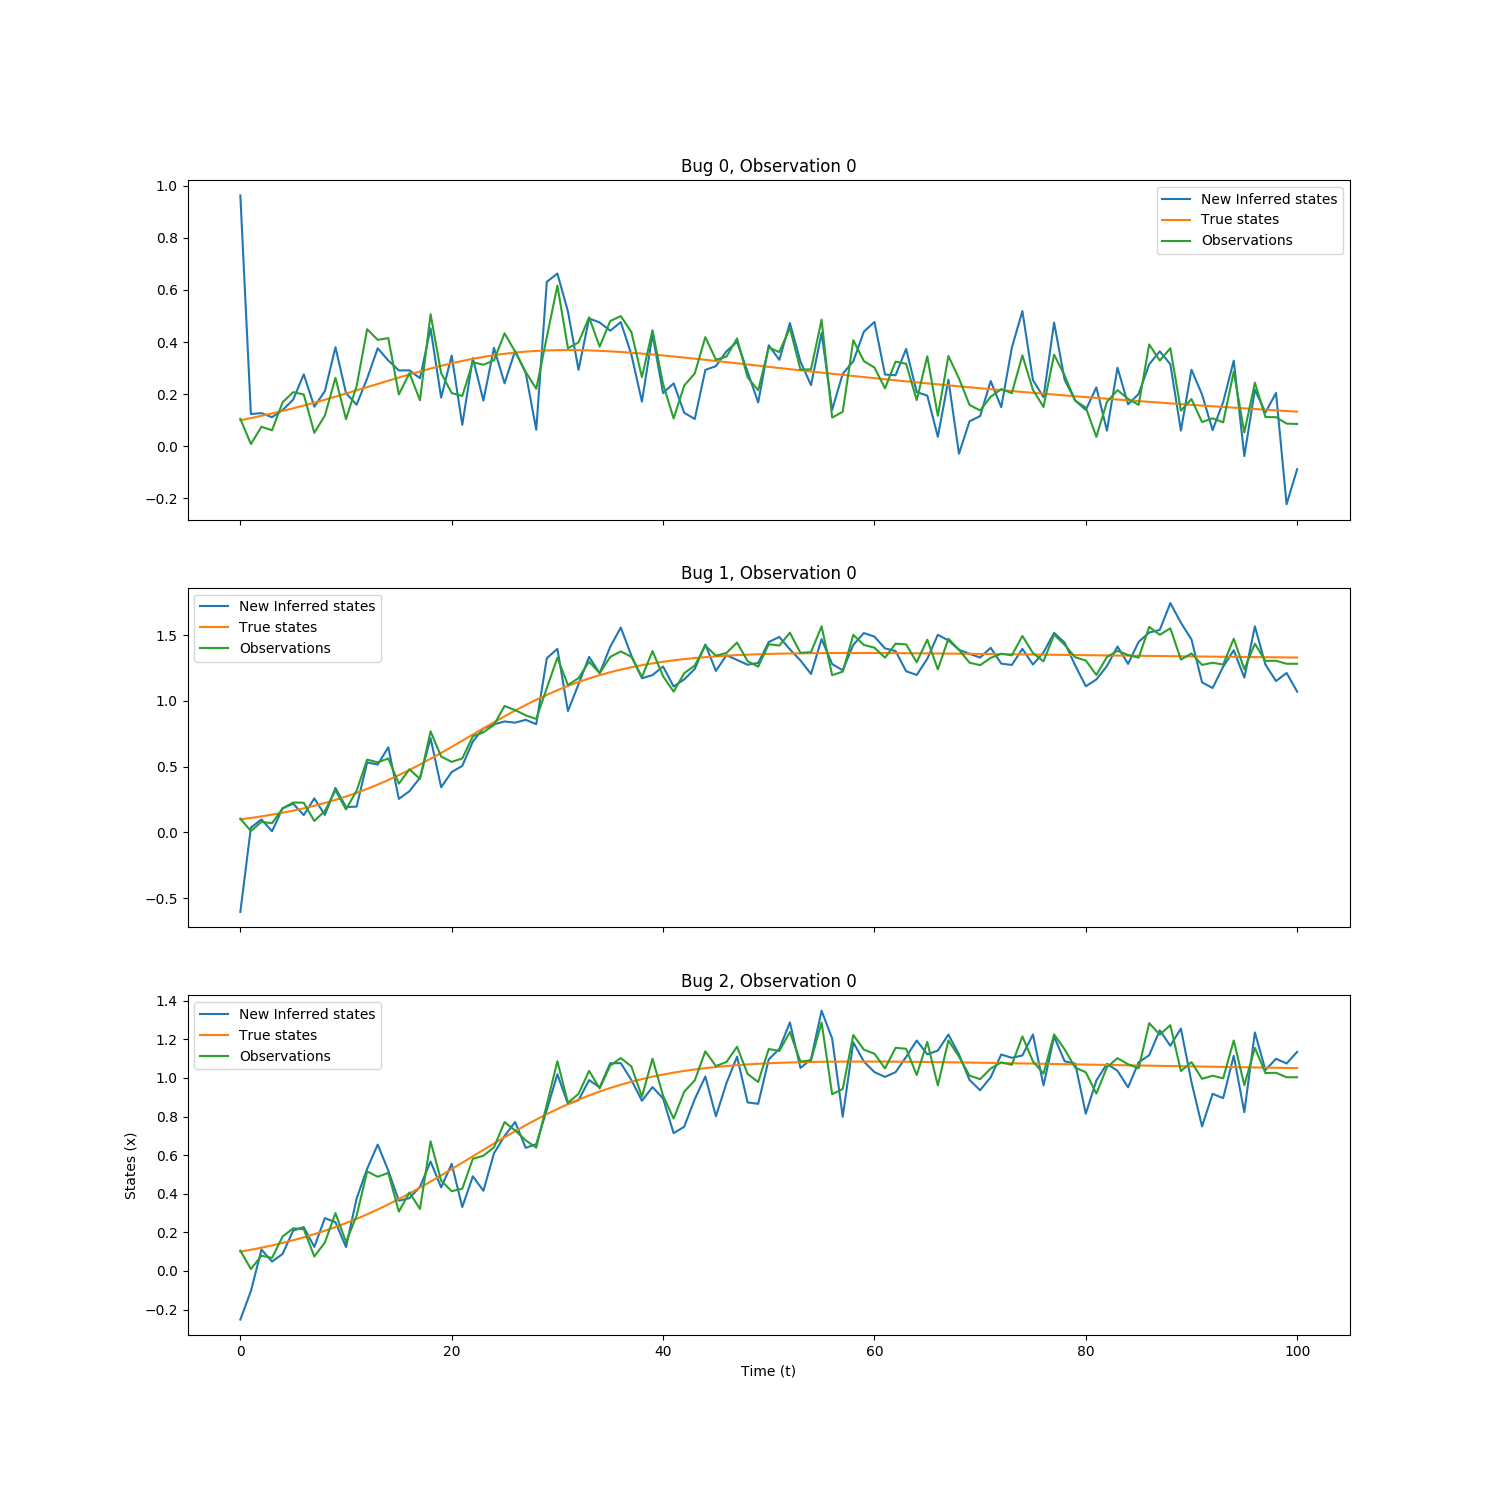 Bug 0, Observation 0
1.0
0.8
0.6
0.4
0.2
0.0
−0.2
New Inferred states
True states
Observations
Bug 1, Observation 0
1.5
1.0
0.5
0.0
−0.5
New Inferred states
True states
Observations
Bug 2, Observation 0
1.4
1.2
1.0
0.8
0.6
0.4
0.2
0.0
−0.2
New Inferred states
True states
Observations
States (x)
0 20 40 60 80 100
Time (t)